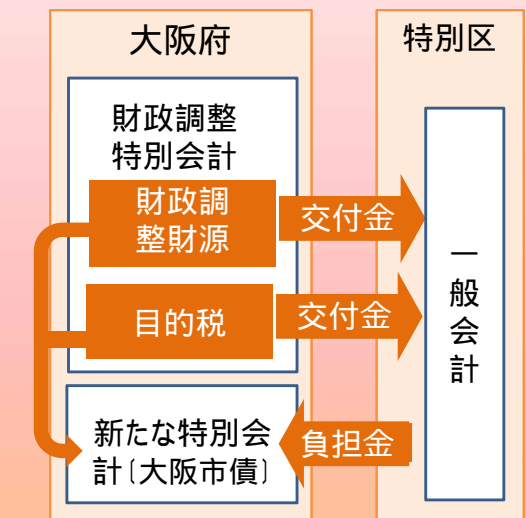 大阪府
特別区
財政調整
特別会計
財政調
整財源
交付金
目的税
交付金
一般会計
新たな特別会
計(大阪市債)
負担金